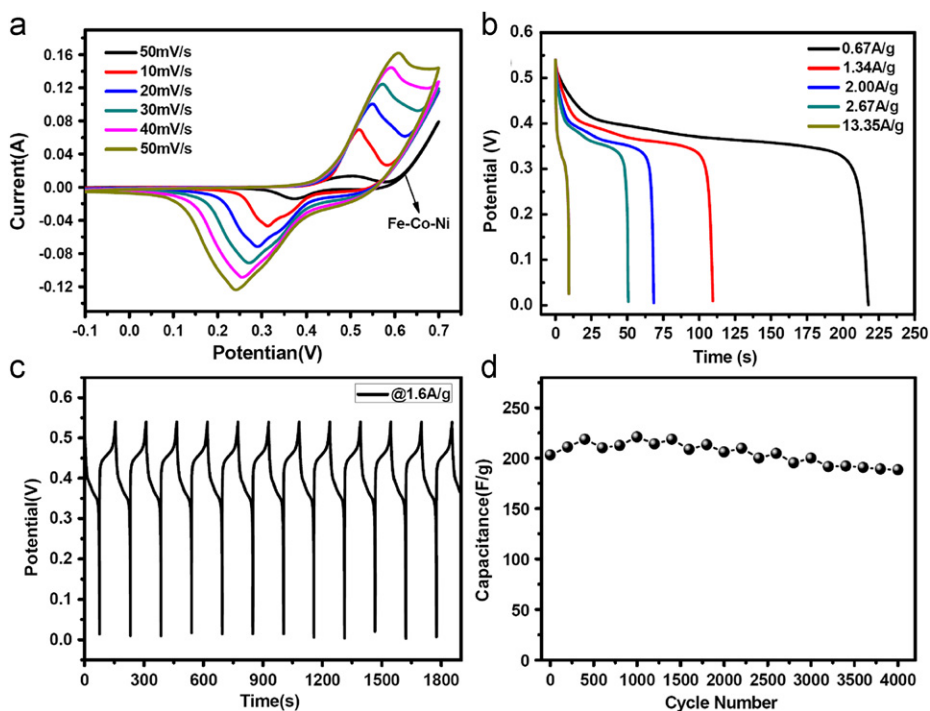 a
50mV/s
10mV/s
20mV/s
30mV/s
40mV/s
50mV/s
Fe-Co-Ni
0.16
0.12
0.08
0.04
0.00
-0.04
-0.08
-0.12
Current(A)
-0.1 0.0 0.1 0.2 0.3 0.4 0.5 0.6 0.7
Potentian(V)
b
0.67A/g
1.34A/g
2.00A/g
2.67A/g
13.35A/g
0.6
0.5
0.4
0.3
0.2
0.1
0.0
Potential (V)
0 25 50 75 100 125 150 175 200 225 250
Time (s)
c
@1.6A/g
0.6
0.5
0.4
0.3
0.2
0.1
0.0
Potential(V)
0 300 600 900 1200 1500 1800
Time(s)
d
250
200
150
100
50
0
Capacitance(F/g)
0 500 1000 1500 2000 2500 3000 3500 4000
Cycle Number